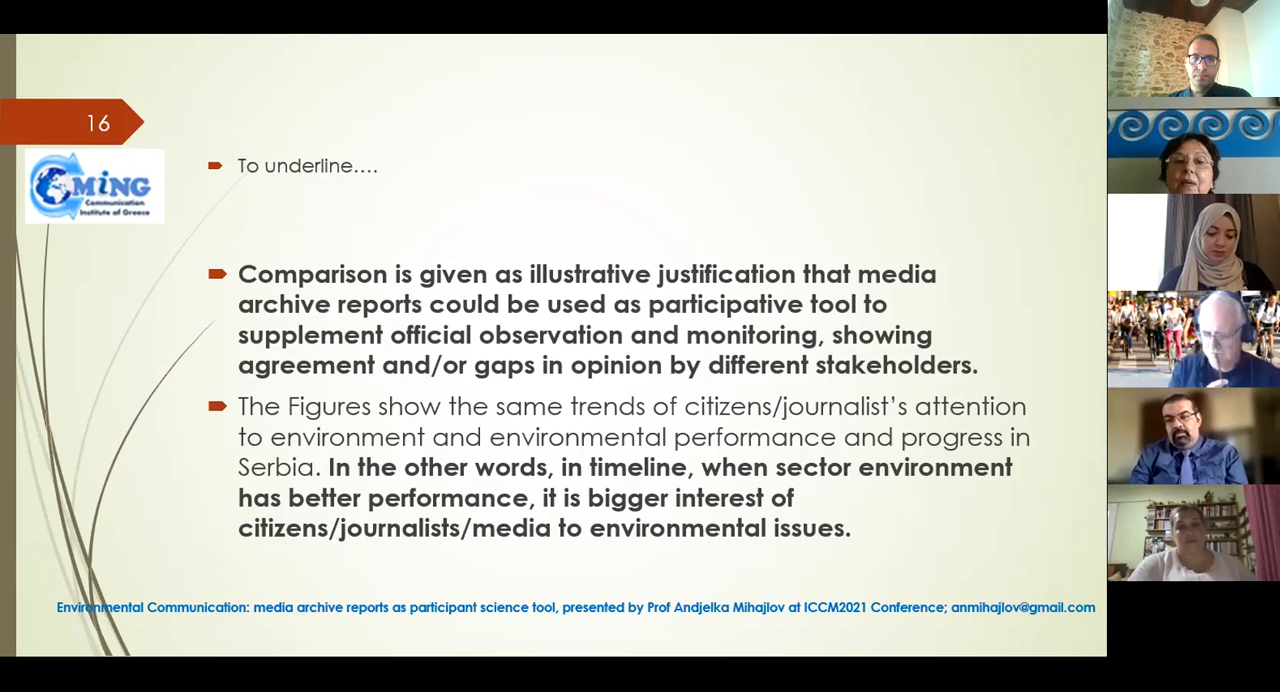 16
CMiNG
Communication
Institute of Greece
To underline….
Comparison is given as illustrative justification that media
archive reports could be used as participative tool to
supplement official observation and monitoring, showing
agreement and/or gaps in opinion by different stakeholders.
The Figures show the same trends of citizens/journalist’s attention
to environment and environmental performance and progress in
Serbia. In the other words, in timeline, when sector environment
has better performance, it is bigger interest of
citizens/journalists/media to environmental issues.
Environmental Communication: media archive reports as participant science tool, presented by Prof Andjelka Mihajlov at ICCM2021 Conference; anmihajlov@gmail.com